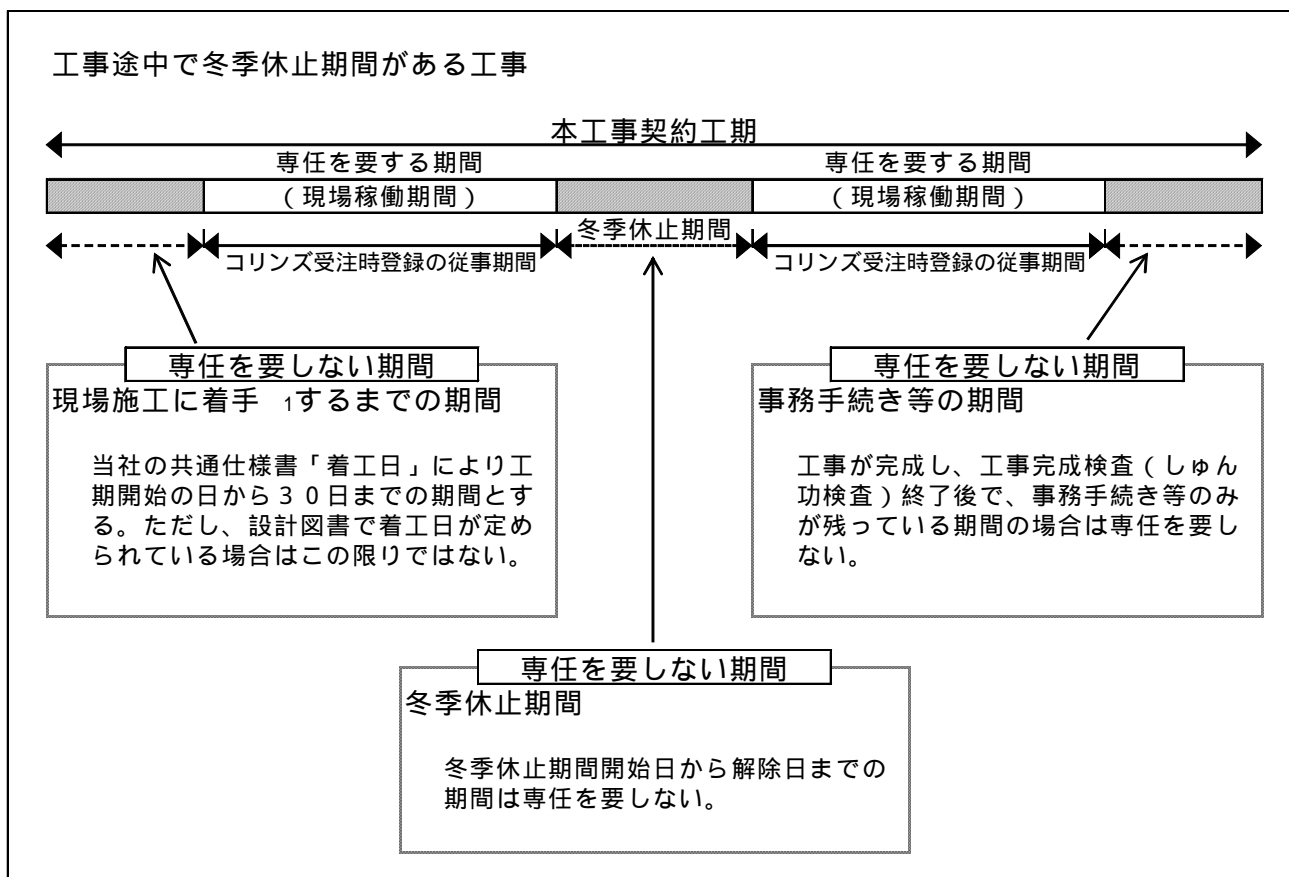 工事途中で冬季休止期間がある工事
本工事契約工期
専任を要する期間
専任を要する期間
（現場稼働期間）
（現場稼働期間）
冬季休止期間
コリンズ受注時登録の従事期間
コリンズ受注時登録の従事期間
専任を要しない期間
現場施工に着手 1するまでの期間
当社の共通仕様書「着工日」により工
期開始の日から３０日までの期間とす
る。ただし、設計図書で着工日が定め
られている場合はこの限りではない。
専任を要しない期間
事務手続き等の期間
工事が完成し、工事完成検査（しゅん
功検査）終了後で、事務手続き等のみ
が残っている期間の場合は専任を要し
ない。
専任を要しない期間
冬季休止期間
冬季休止期間開始日から解除日までの
期間は専任を要しない。